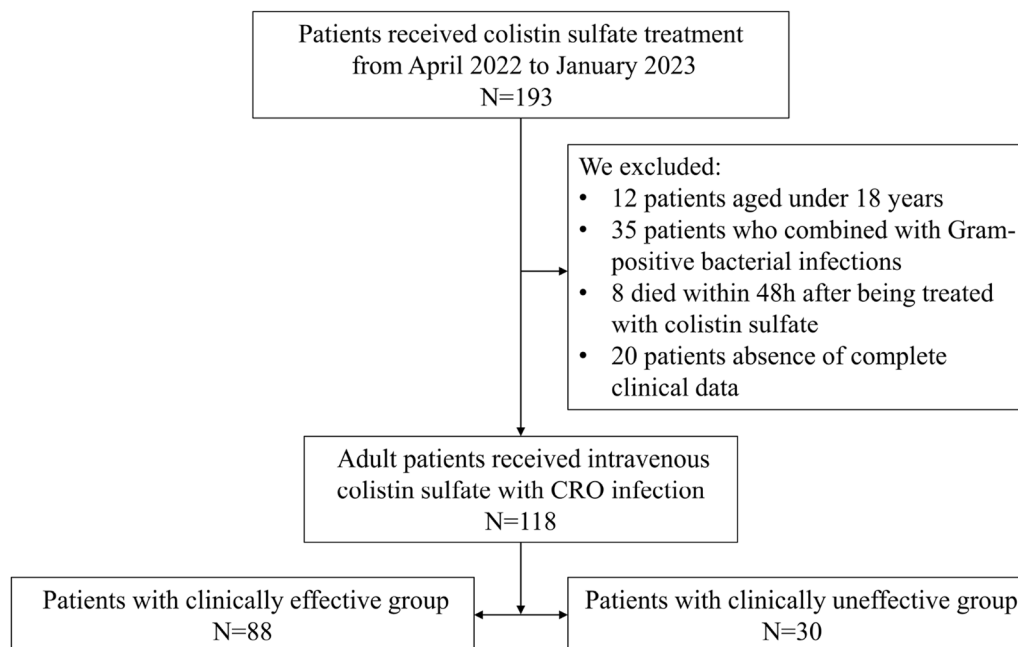 Patients received colistin sulfate treatment
from April 2022 to January 2023
N=193
We excluded:
• 12 patients aged under 18 years
• 35 patients who combined with Gram-
positive bacterial infections
• 8 died within 48h after being treated
with colistin sulfate
• 20 patients absence of complete
clinical data
Adult patients received intravenous
colistin sulfate with CRO infection
N=118
Patients with clinically effective group
N=88
Patients with clinically uneffective group
N=30